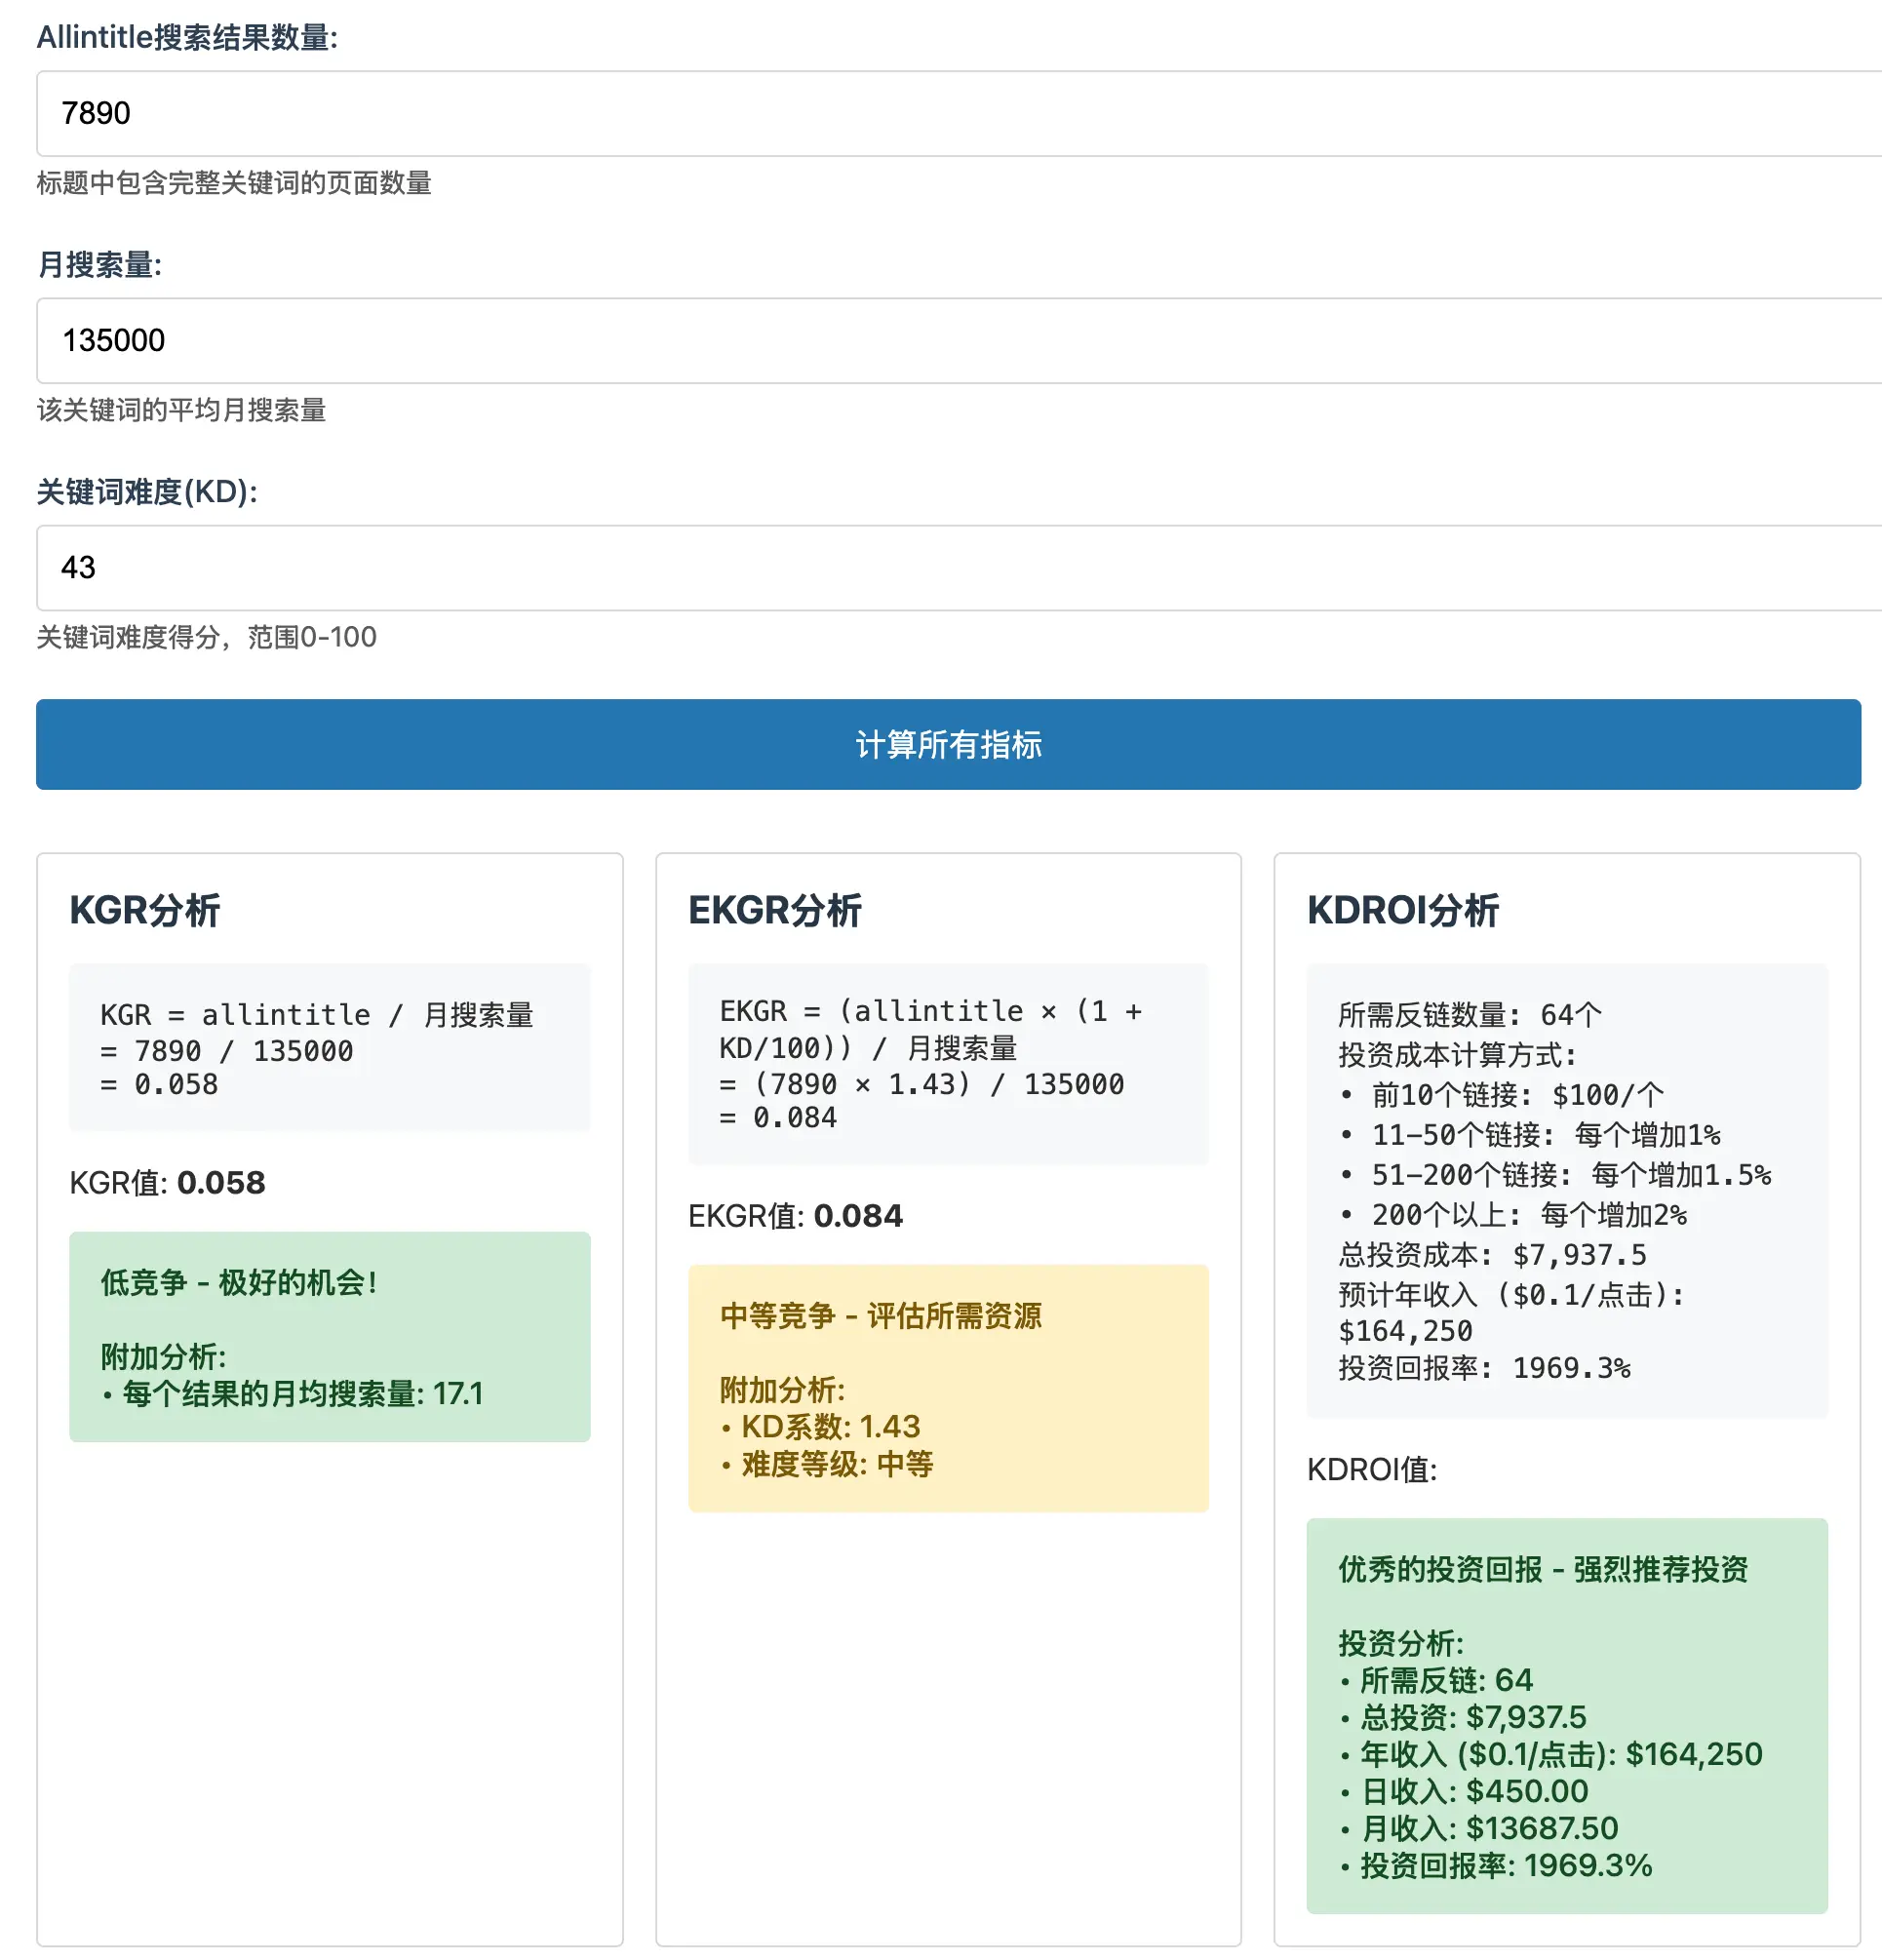 Allintitle搜索结果数量:
7890
标题中包含完整关键词的页面数量
月搜索量:
135000
该关键词的平均月搜索量
关键词难度(KD):
43
关键词难度得分，范围0-100
计算所有指标
KGR分析
KGR = allintitle / 月搜索量
= 7890 / 135000
= 0.058
KGR值: 0.058
低竞争 - 极好的机会！
附加分析:
• 每个结果的月均搜索量: 17.1
EKGR分析
EKGR = (allintitle × (1 +
KD/100)) / 月搜索量
= (7890 × 1.43) / 135000
= 0.084
EKGR值: 0.084
中等竞争 - 评估所需资源
附加分析:
• KD系数: 1.43
• 难度等级: 中等
KDROI分析
所需反链数量: 64个
投资成本计算方式:
• 前10个链接: $100/个
• 11-50个链接: 每个增加1%
• 51-200个链接: 每个增加1.5%
• 200个以上: 每个增加2%
总投资成本: $7,937.5
预计年收入 ($0.1/点击):
$164,250
投资回报率: 1969.3%
KDROI值:
优秀的投资回报 - 强烈推荐投资
投资分析:
• 所需反链: 64
• 总投资: $7,937.5
• 年收入 ($0.1/点击): $164,250
• 日收入: $450.00
• 月收入: $13687.50
• 投资回报率: 1969.3%